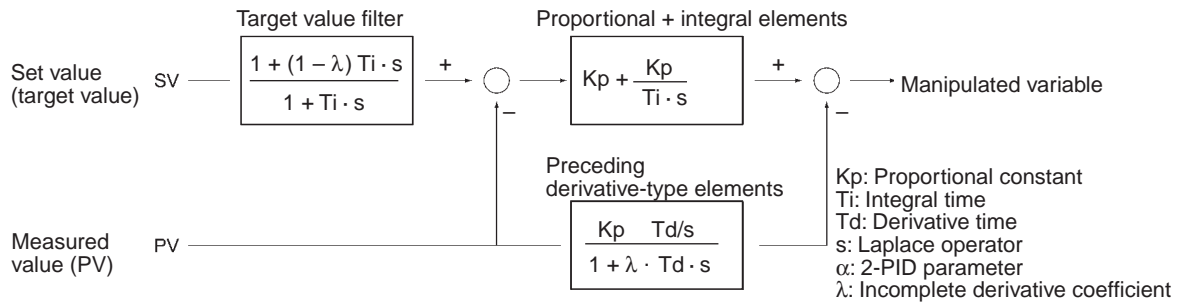 Target value filter
Proportional + integral elements
Set value
(target value)
SV
1 + (1 – λ) Ti · s
1 + Ti · s
+
–
Kp +
Kp
Ti · s
+
–
Manipulated variable
Preceding
derivative-type elements
Measured
value (PV)
PV
Kp Td/s
1 + λ · Td · s
Kp: Proportional constant
Ti: Integral time
Td: Derivative time
s: Laplace operator
α: 2-PID parameter
λ: Incomplete derivative coefficient